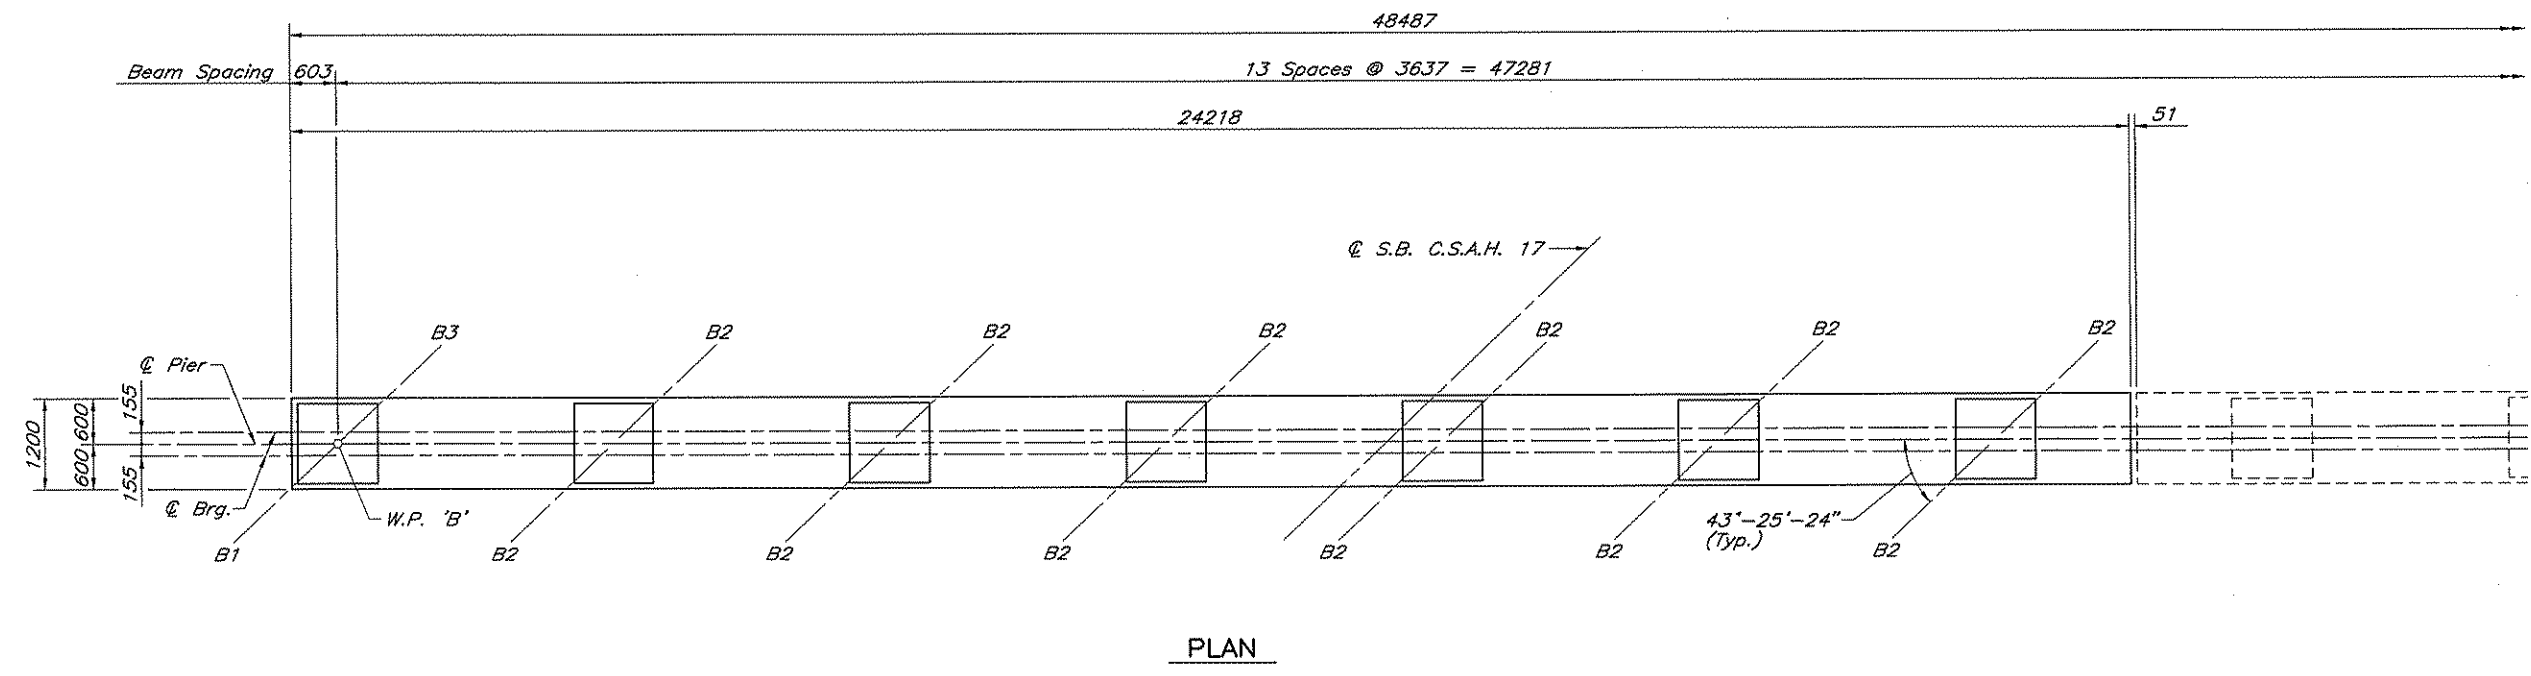 48487
Beam Spacing 603 13 Spaces @ 3637 = 47281
24218 51
℄ S.B. C.S.A.H. 17
B3 B2 B2 B2 B2 B2 B2
℄ Pier
155
600
1200
600
155
℄ Brg.
W.P. 'B'
43°-25'-24"
(Typ.)
B1 B2 B2 B2 B2 B2 B2
PLAN